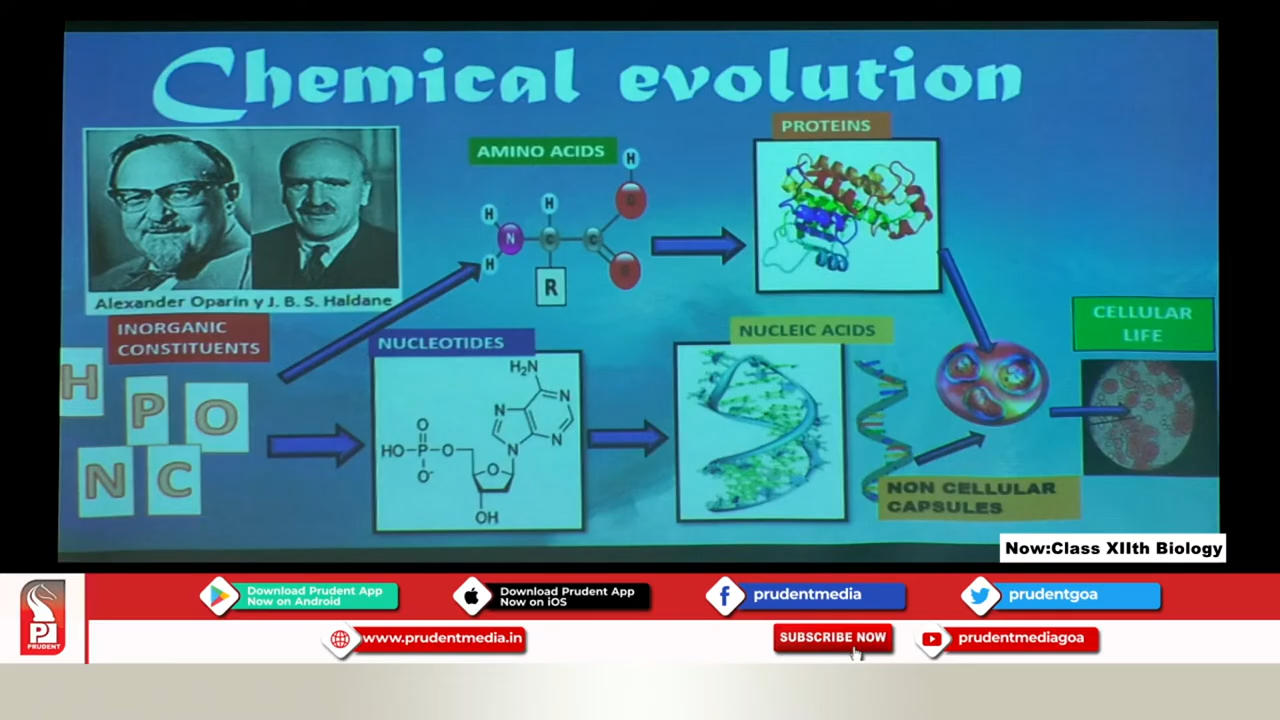 Chemical evolution
Alexander Oparin y J. B. S. Haldane
AMINO ACIDS
H
O
H
H
N
C
C
H
R
PROTEINS
INORGANIC
CONSTITUENTS
H
P
O
N
C
NUCLEOTIDES
H₂N
N
N
N
N
O
HO
P
O
O
O⁻
OH
NUCLEIC ACIDS
NON CELLULAR
CAPSULES
CELLULAR
LIFE
Now:Class XIIth Biology
PRUDENT
Download Prudent App
Now on Android
Download Prudent App
Now on iOS
prudentmedia
prudentgoa
www.prudentmedia.in
SUBSCRIBE NOW
prudentmediagoa